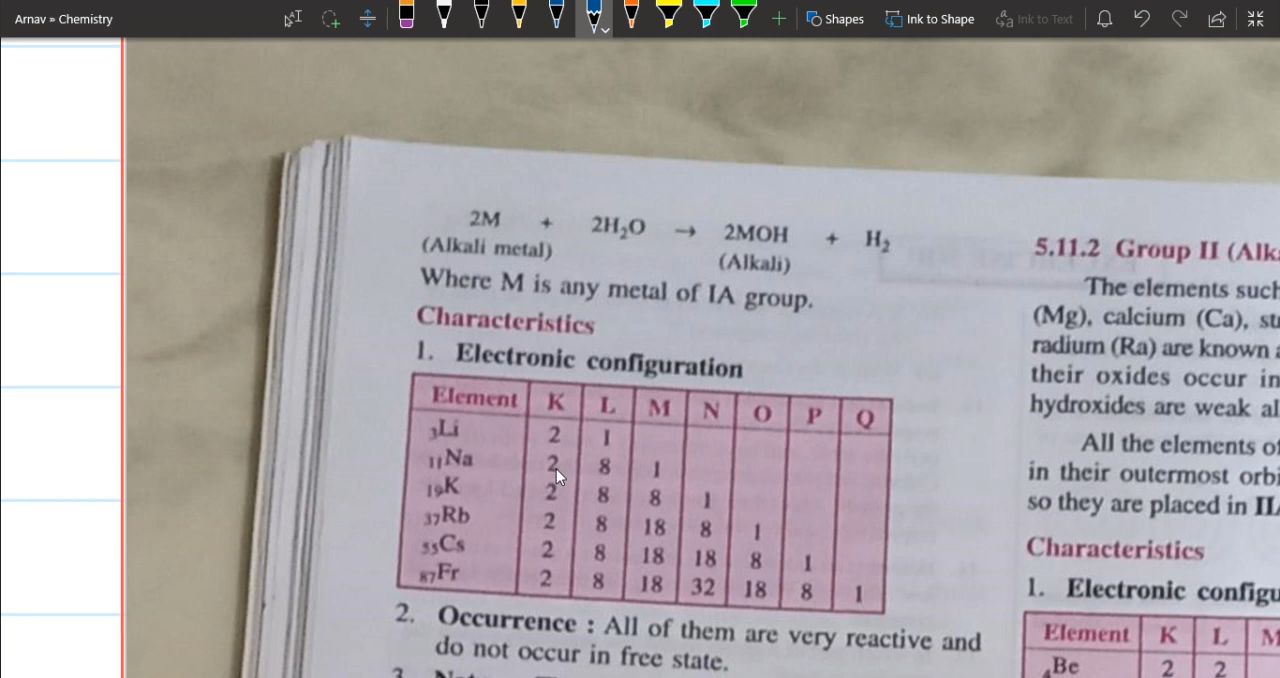 Arnav » Chemistry
Shapes
Ink to Shape
Ink to Text
2M + 2H₂O → 2MOH + H₂
(Alkali metal) (Alkali)
Where M is any metal of IA group.
Characteristics
1. Electronic configuration
Element K L M N O P Q
₃Li 2 1
₁₁Na 2 8 1
₁₉K 2 8 8 1
₃₇Rb 2 8 18 8 1
₅₅Cs 2 8 18 18 8 1
₈₇Fr 2 8 18 32 18 8 1
2. Occurrence : All of them are very reactive and
do not occur in free state.
5.11.2 Group II (Alk
The elements such
(Mg), calcium (Ca), st
radium (Ra) are known
their oxides occur in
hydroxides are weak al
All the elements of
in their outermost orbi
so they are placed in II
Characteristics
1. Electronic configu
Element K L M
₄Be 2 2